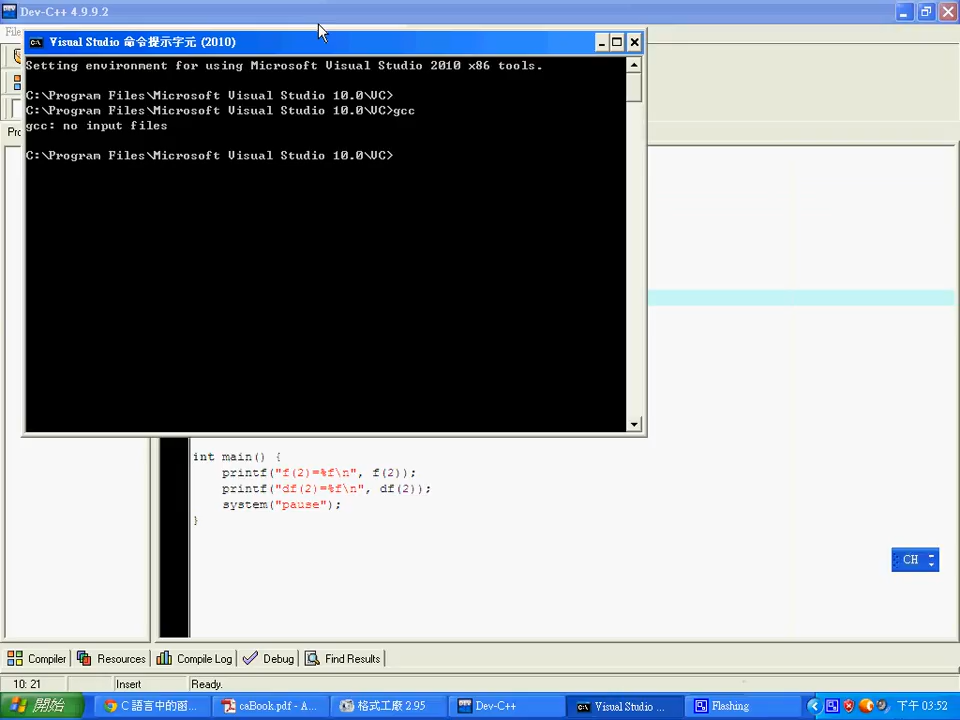 Dev-C++ 4.9.9.2
Visual Studio 命令提示字元 (2010)
Setting environment for using Microsoft Visual Studio 2010 x86 tools.
C:\Program Files\Microsoft Visual Studio 10.0\VC>
C:\Program Files\Microsoft Visual Studio 10.0\VC>gcc
gcc: no input files
C:\Program Files\Microsoft Visual Studio 10.0\VC>
int main() {
printf("f(2)=%f\n", f(2));
printf("df(2)=%f\n", df(2));
system("pause");
}
CH
Compiler Resources Compile Log Debug Find Results
10: 21 Insert Ready.
開始 C 語言中的函... caBook.pdf - A... 格式工廠 2.95 Dev-C++ Visual Studio ... Flashing 下午 03:52